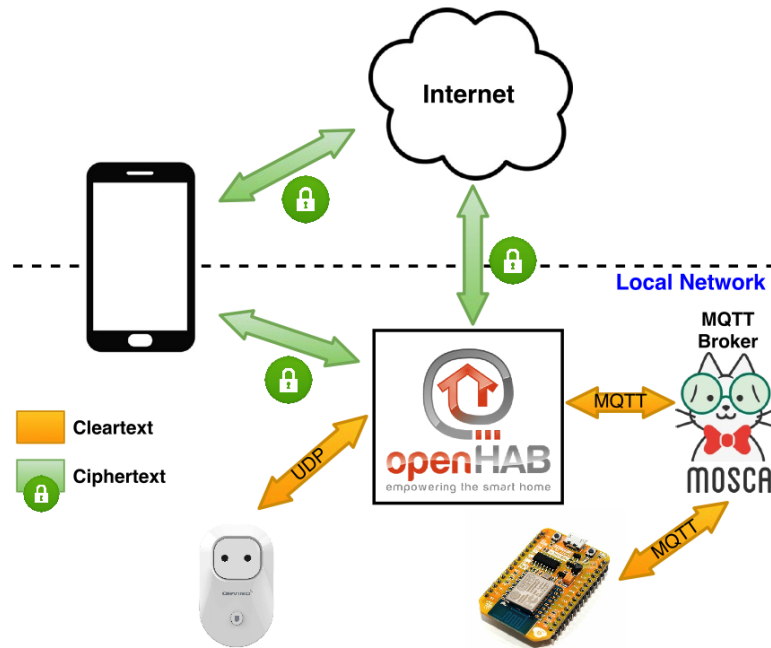 Internet
Local Network
MQTT
Broker
MQTT
openHAB
empowering the smart home
MOSCA
Cleartext
Ciphertext
UDP
MQTT